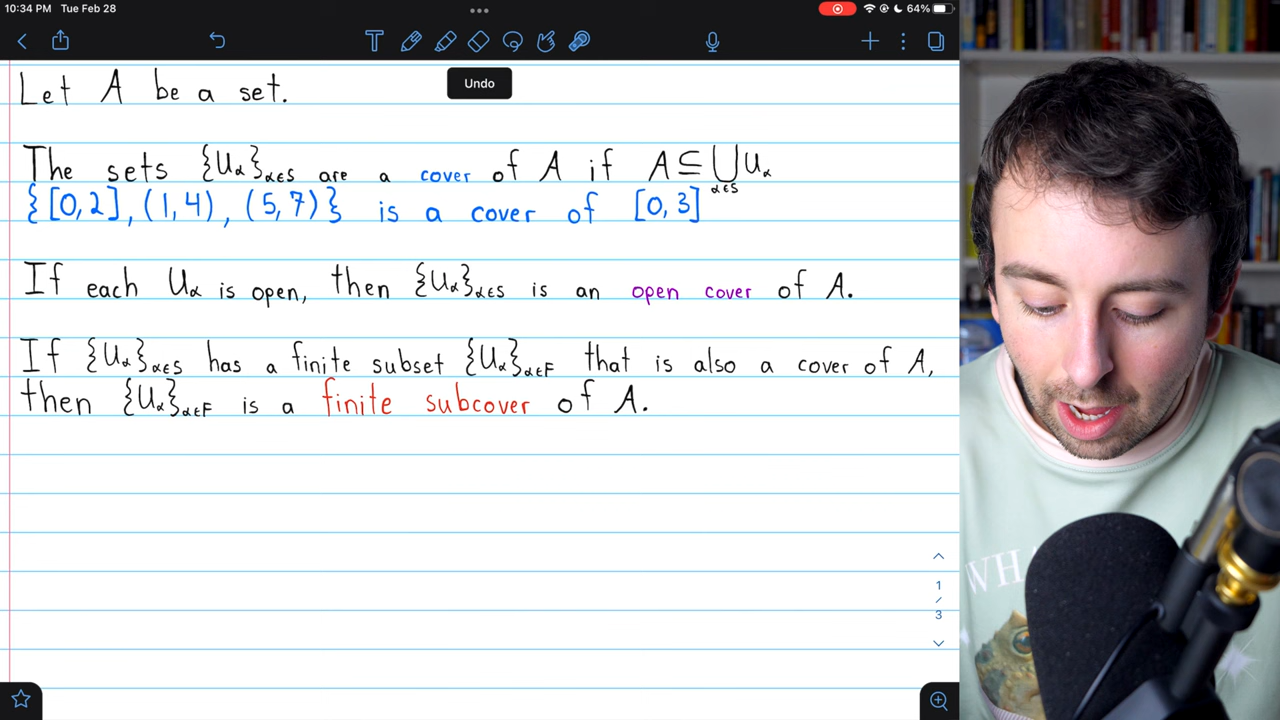 10:34 PM Tue Feb 28
64%
Undo
Let A be a set.
The sets {Uα}α∈S are a cover of A if A ⊆ ⋃α∈S Uα
{[0,2], (1,4), (5,7)} is a cover of [0,3]
If each Uα is open, then {Uα}α∈S is an open cover of A.
If {Uα}α∈S has a finite subset {Uα}α∈F that is also a cover of A,
then {Uα}α∈F is a finite subcover of A.
1
/
3